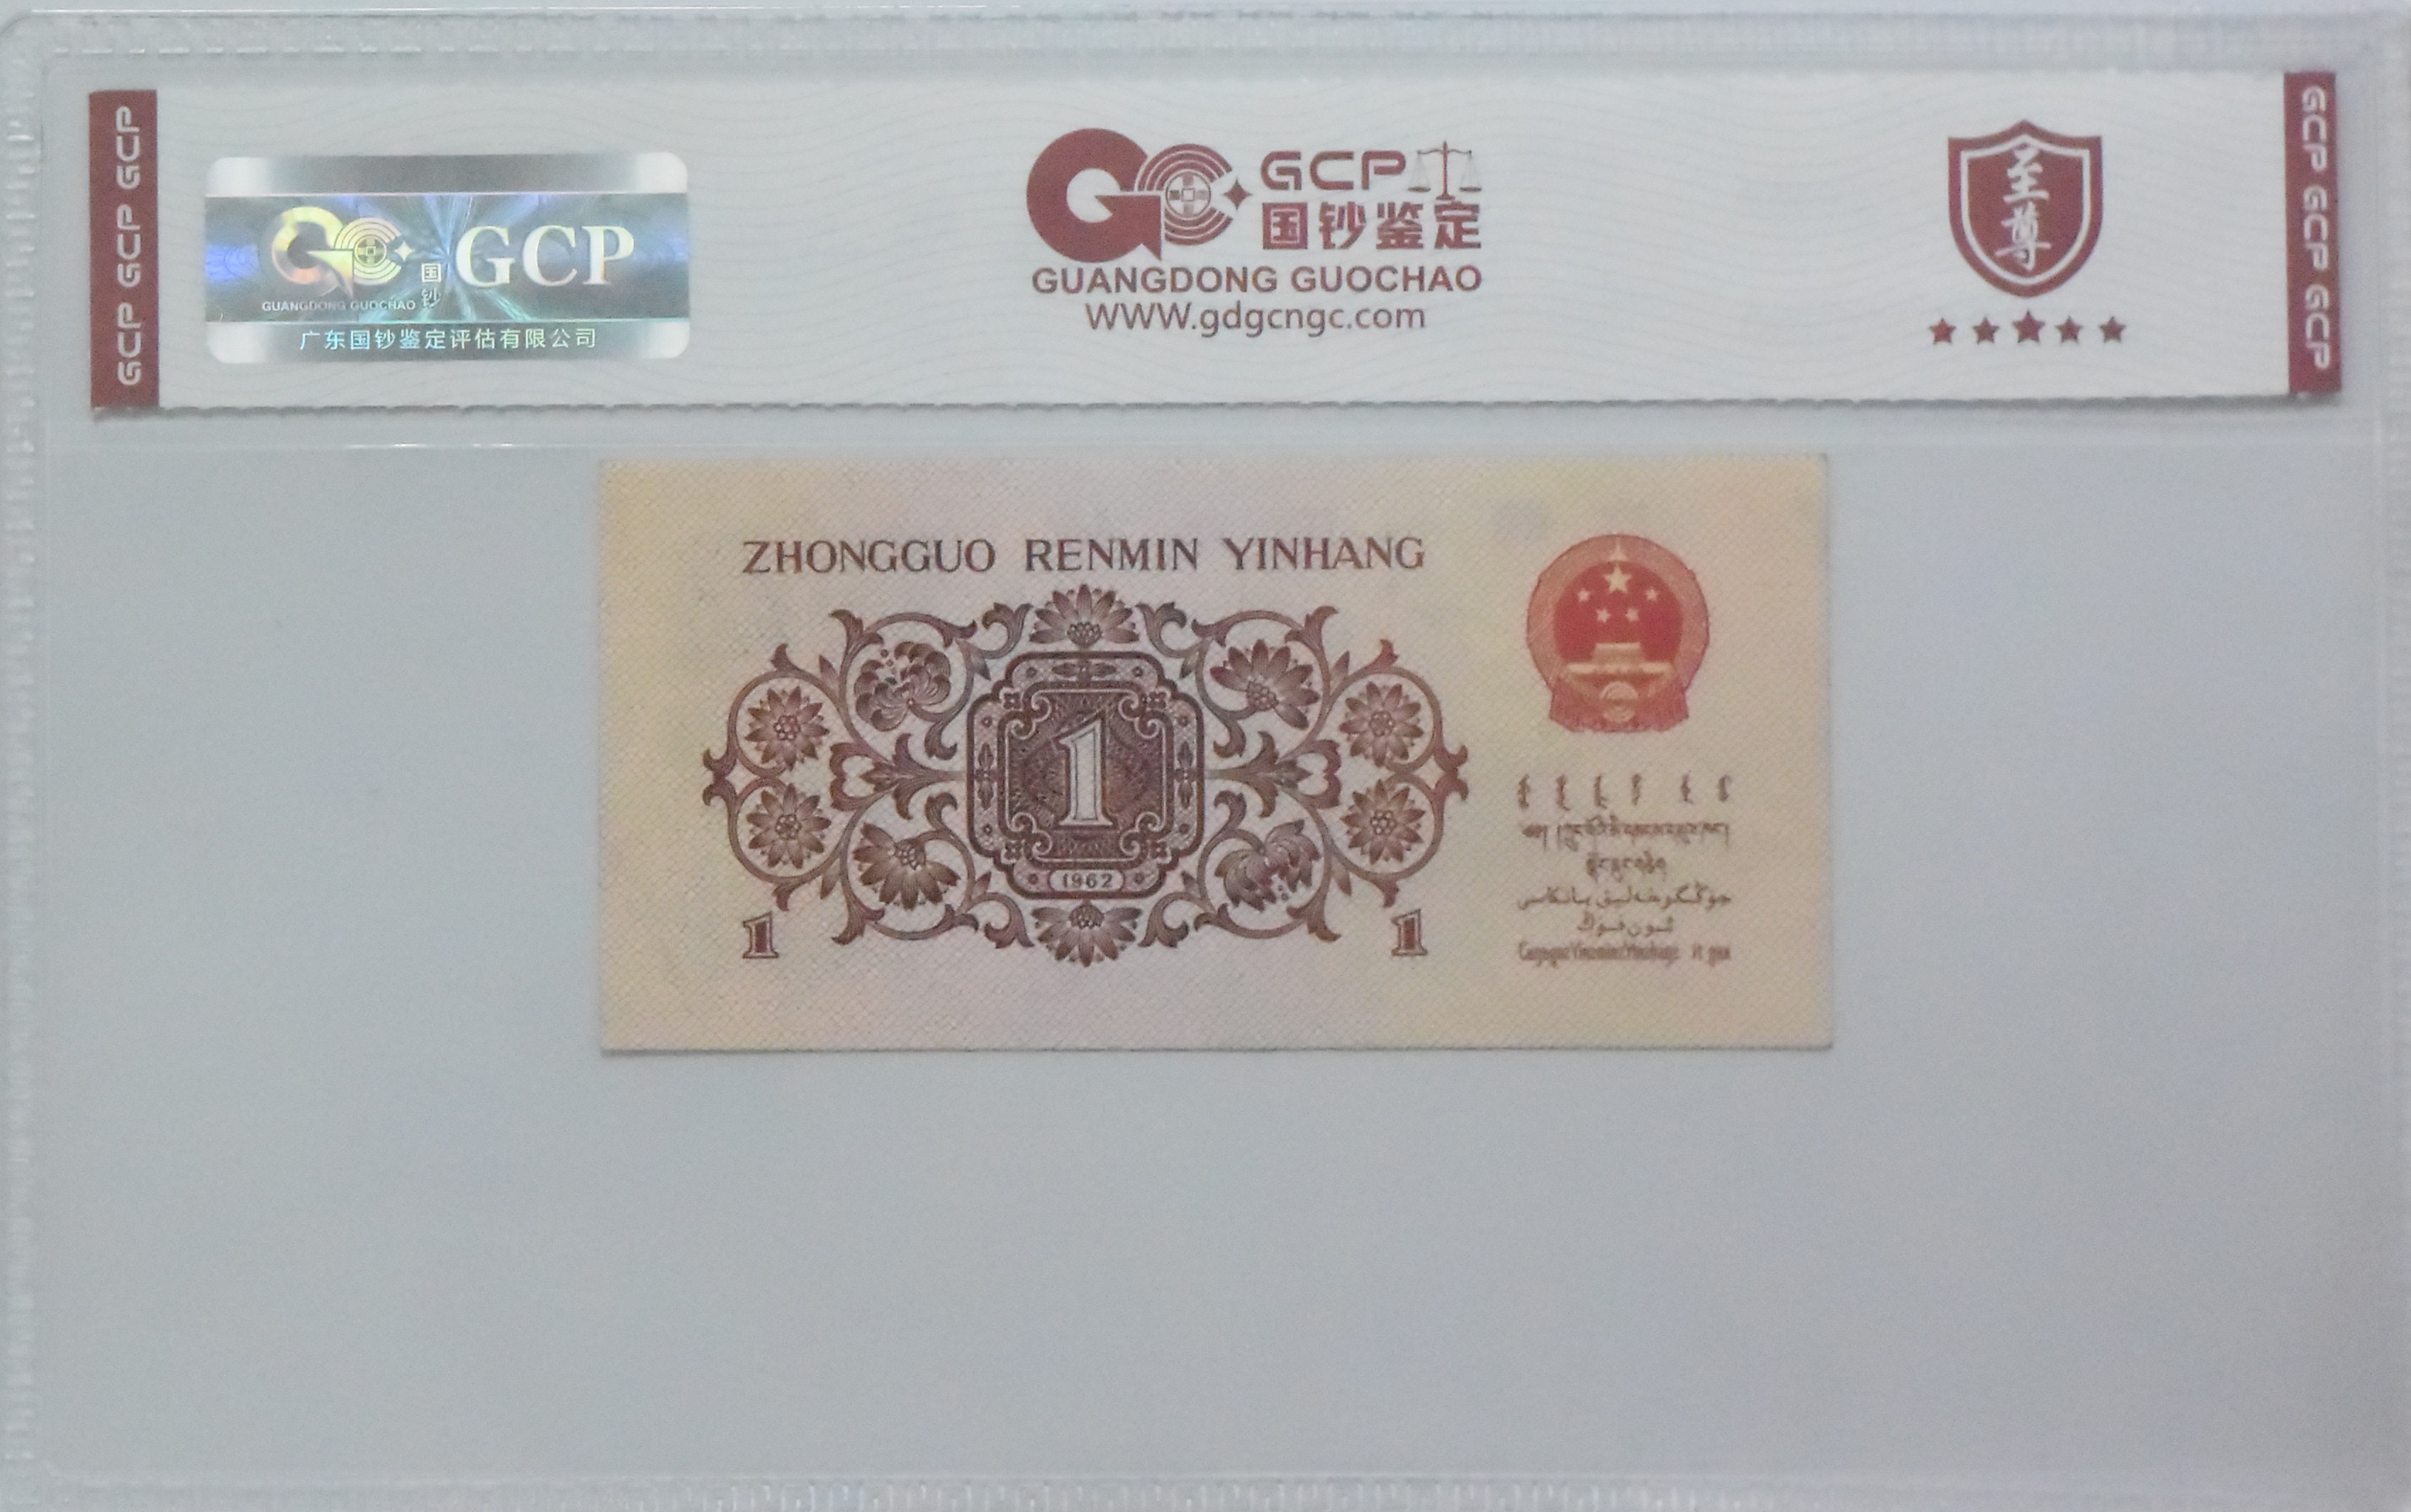 GCP GCP GCP
国钞
GCP
GUANGDONG GUOCHAO
广东国钞鉴定评估有限公司
GCP
国钞鉴定
GUANGDONG GUOCHAO
WWW.gdgcngc.com
至尊
GCP GCP GCP
ZHONGGUO RENMIN YINHANG
1
1962
1
1
جۇڭگوخەلىق بانكاسى